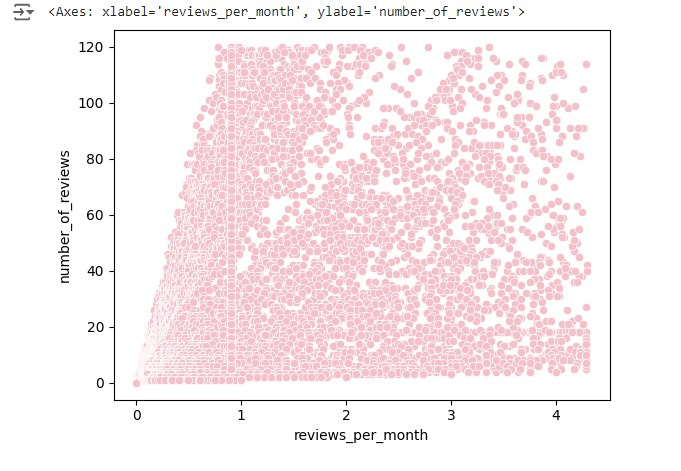 <Axes: xlabel='reviews_per_month', ylabel='number_of_reviews'>
120
100
80
60
40
20
0
number_of_reviews
0 1 2 3 4
reviews_per_month